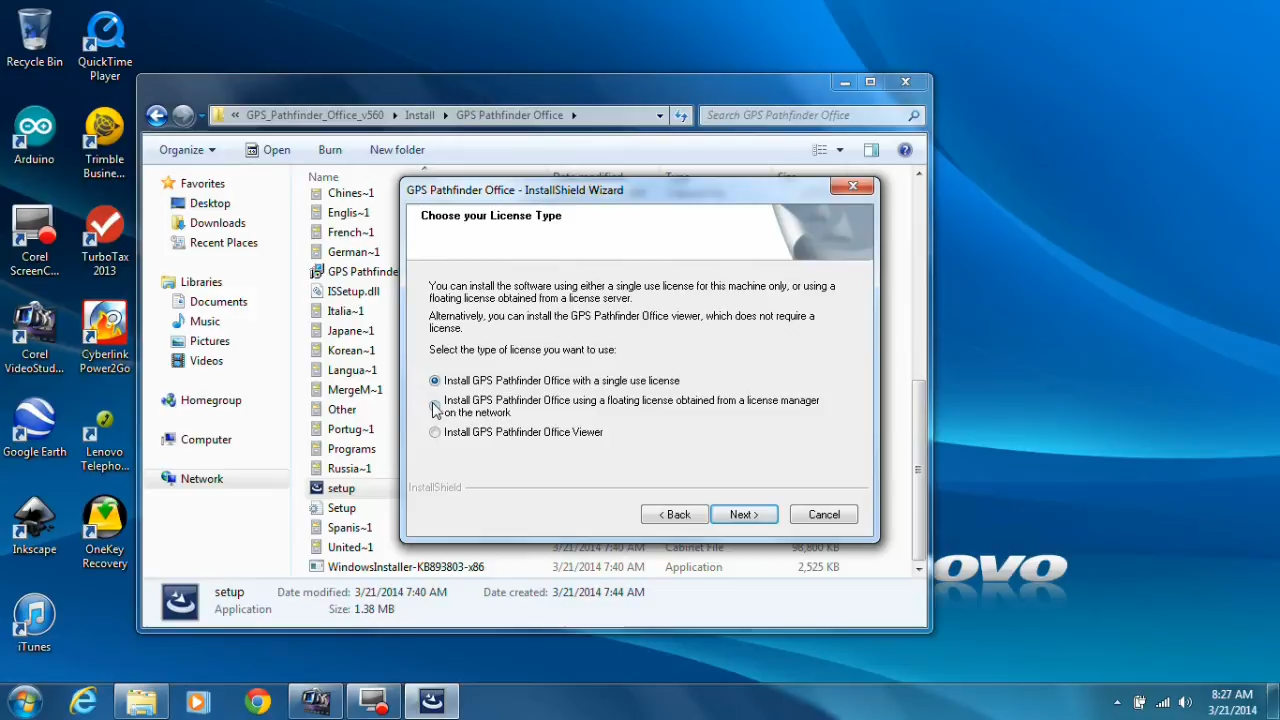 Recycle Bin
QuickTime
Player
Arduino
Trimble
Busine...
Corel
ScreenC...
TurboTax
2013
Corel
VideoStud...
Cyberlink
Power2Go
Google Earth
Lenovo
Telepho...
Inkscape
OneKey
Recovery
iTunes
« GPS_Pathfinder_Office_v560 Install GPS Pathfinder Office
Search GPS Pathfinder Office
Organize Open Burn New folder
Favorites
Desktop
Downloads
Recent Places
Libraries
Documents
Music
Pictures
Videos
Homegroup
Computer
Network
Name
Chines~1
Englis~1
French~1
German~1
GPS Pathfinde
ISSetup.dll
Italia~1
Japane~1
Korean~1
Langua~1
MergeM~1
Other
Portug~1
Programs
Russia~1
setup
Setup
Spanis~1
United~1 3/21/2014 7:40 AM Cabinet File 98,800 KB
WindowsInstaller-KB893803-x86 3/21/2014 7:40 AM Application 2,525 KB
GPS Pathfinder Office - InstallShield Wizard
Choose your License Type
You can install the software using either a single use license for this machine only, or using a
floating license obtained from a license server.
Alternatively, you can install the GPS Pathfinder Office viewer, which does not require a
license.
Select the type of license you want to use:
Install GPS Pathfinder Office with a single use license
Install GPS Pathfinder Office using a floating license obtained from a license manager
on the network
Install GPS Pathfinder Office Viewer
InstallShield
< Back Next > Cancel
setup Date modified: 3/21/2014 7:40 AM Date created: 3/21/2014 7:44 AM
Application Size: 1.38 MB
ovo
8:27 AM
3/21/2014